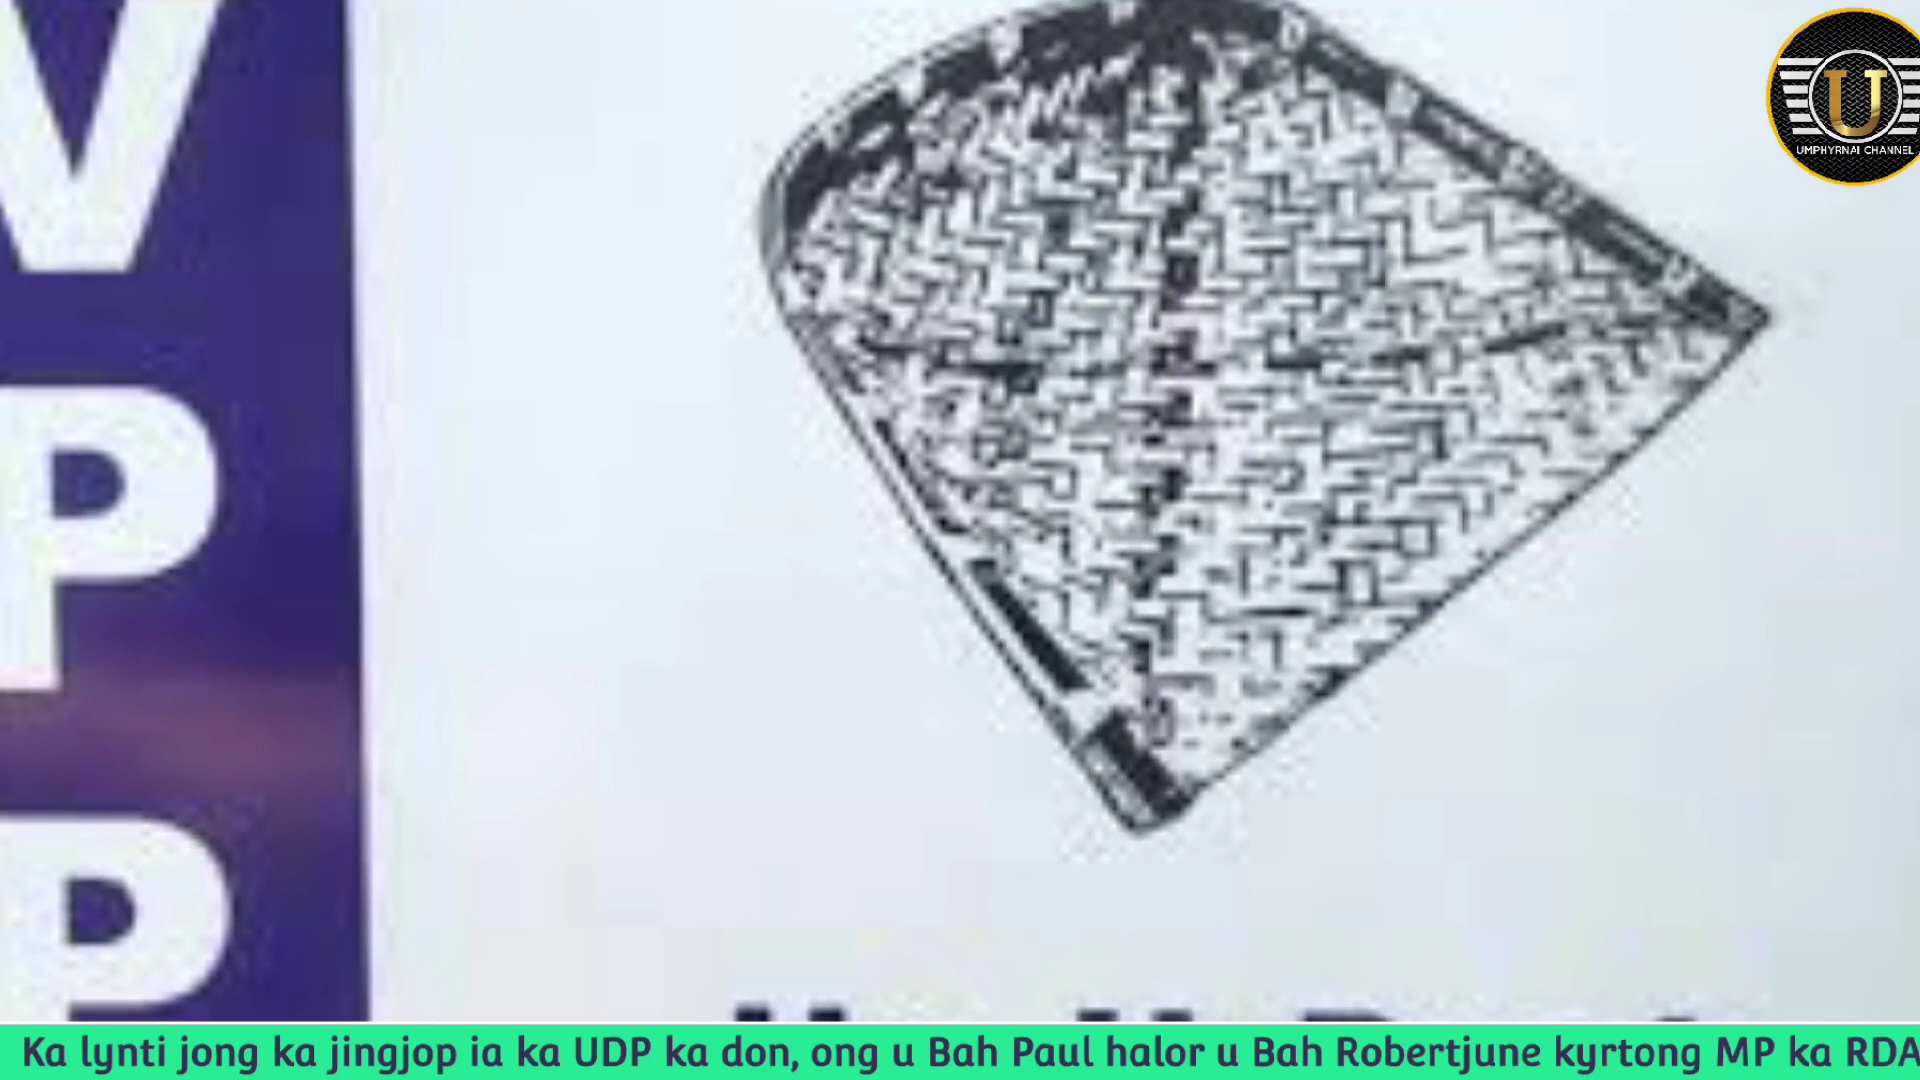 V
P
P
U
UMPHYRNAI CHANNEL
Ka lynti jong ka jingjop ia ka UDP ka don, ong u Bah Paul halor u Bah Robertjune kyrtong MP ka RDA